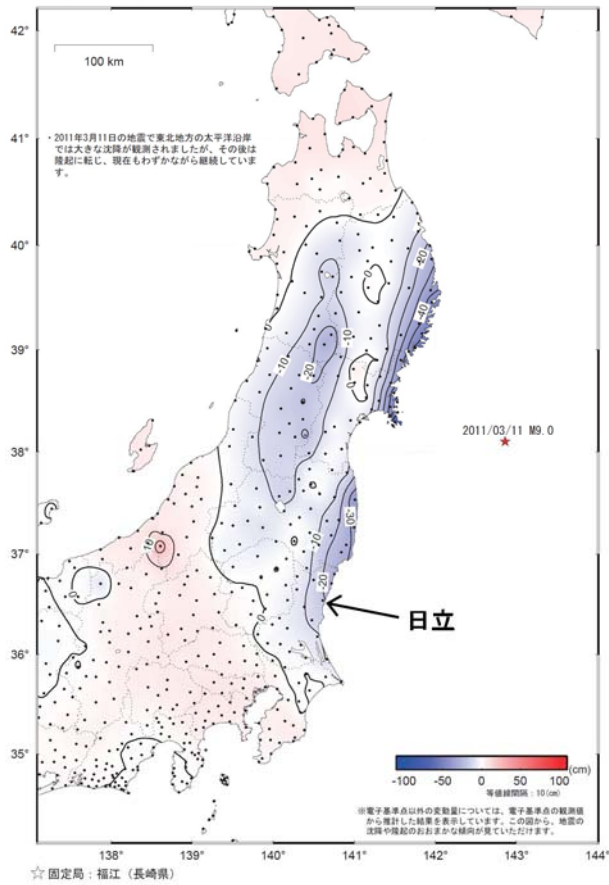 42°
100 km
41°
・2011年3月11日の地震で東北地方の太平洋沿岸
では大きな沈降が観測されましたが、その後は
隆起に転じ、現在もわずかながら継続していま
す。
40°
0
-20
0
-40
39°
-10
-10
-20
0
2011/03/11 M9.0
38°
-30
10
-10
37°
-20
0
0
日立
36°
35°
-100
-50
0
50
100
(cm)
等値線間隔：10(cm)
※電子基準点以外の変動量については、電子基準点の観測値
から推計した結果を表示しています。この図から、地震の
沈降や隆起のおおまかな傾向が見ていただけます。
138°
139°
140°
141°
142°
143°
144°
☆ 固定局：福江（長崎県）